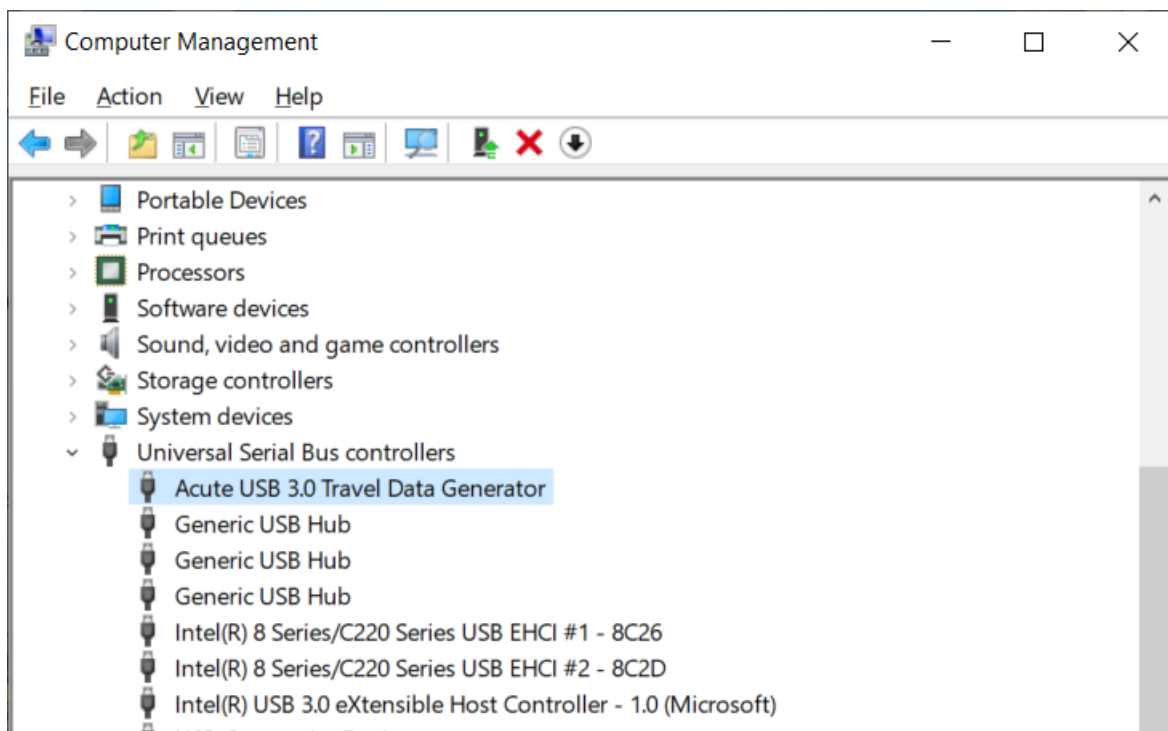 Computer Management
File Action View Help
Portable Devices
Print queues
Processors
Software devices
Sound, video and game controllers
Storage controllers
System devices
Universal Serial Bus controllers
Acute USB 3.0 Travel Data Generator
Generic USB Hub
Generic USB Hub
Generic USB Hub
Intel(R) 8 Series/C220 Series USB EHCI #1 - 8C26
Intel(R) 8 Series/C220 Series USB EHCI #2 - 8C2D
Intel(R) USB 3.0 eXtensible Host Controller - 1.0 (Microsoft)